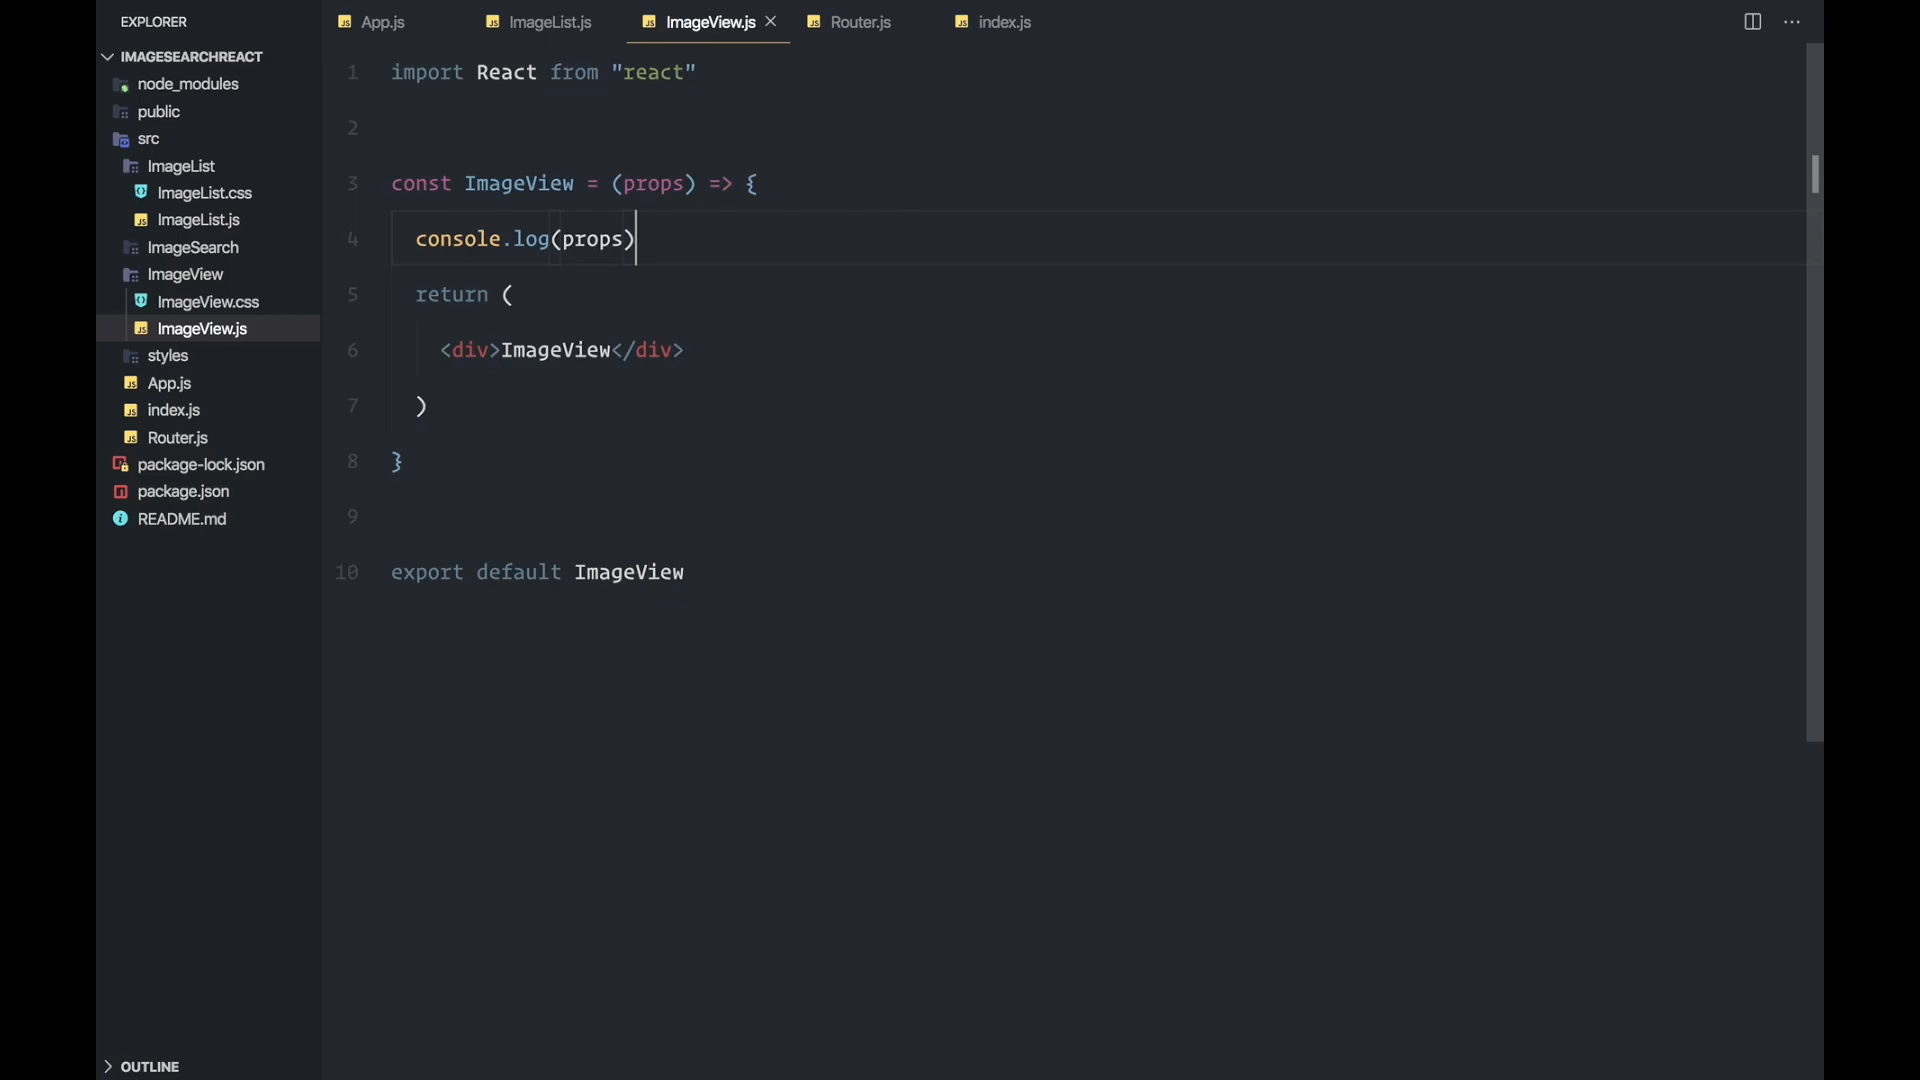 EXPLORER
IMAGESEARCHREACT
node_modules
public
src
ImageList
ImageList.css
ImageList.js
ImageSearch
ImageView
ImageView.css
ImageView.js
styles
App.js
index.js
Router.js
package-lock.json
package.json
README.md
OUTLINE
App.js ImageList.js ImageView.js Router.js index.js
1 import React from "react"
2
3 const ImageView = (props) => {
4 console.log(props)
5 return (
6 <div>ImageView</div>
7 )
8 }
9
10 export default ImageView